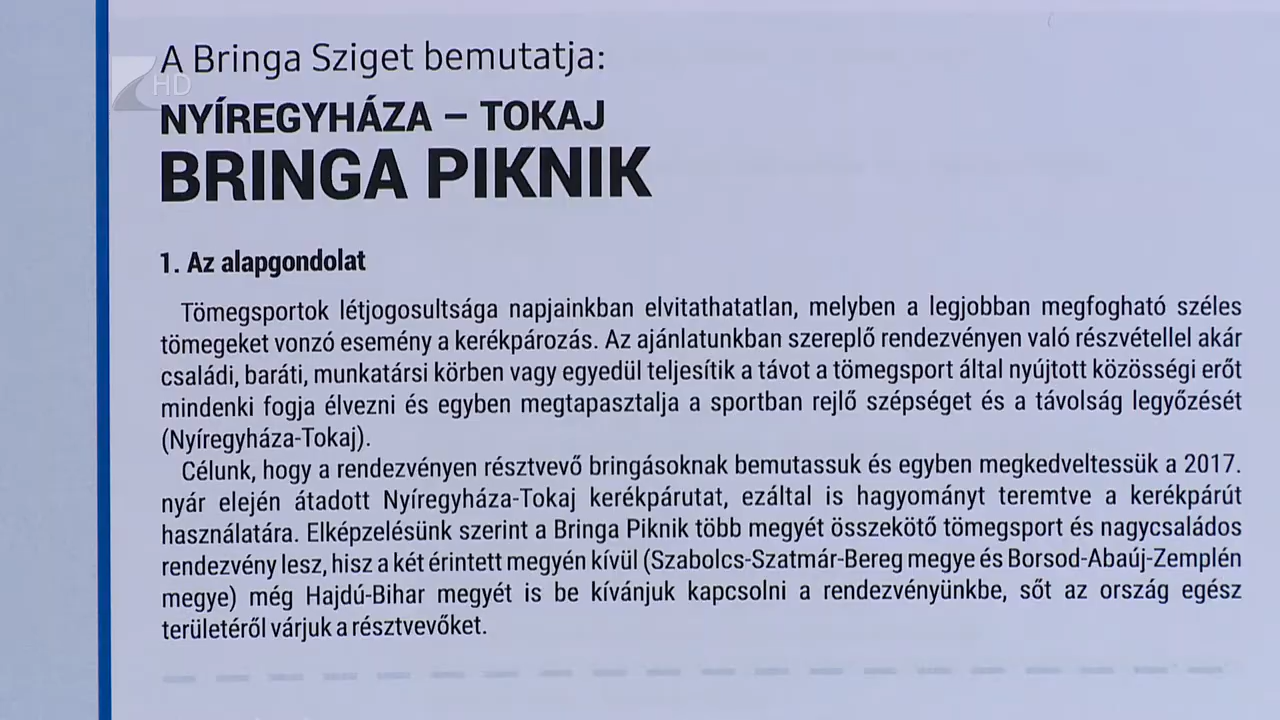 A Bringa Sziget bemutatja:
HD
NYÍREGYHÁZA – TOKAJ
BRINGA PIKNIK
1. Az alapgondolat
Tömegsportok létjogosultsága napjainkban elvitathatatlan, melyben a legjobban megfogható széles
tömegeket vonzó esemény a kerékpározás. Az ajánlatunkban szereplő rendezvényen való részvétellel akár
családi, baráti, munkatársi körben vagy egyedül teljesítik a távot a tömegsport által nyújtott közösségi erőt
mindenki fogja élvezni és egyben megtapasztalja a sportban rejlő szépséget és a távolság legyőzését
(Nyíregyháza-Tokaj).
Célunk, hogy a rendezvényen résztvevő bringásoknak bemutassuk és egyben megkedveltessük a 2017.
nyár elején átadott Nyíregyháza-Tokaj kerékpárutat, ezáltal is hagyományt teremtve a kerékpárút
használatára. Elképzelésünk szerint a Bringa Piknik több megyét összekötő tömegsport és nagycsaládos
rendezvény lesz, hisz a két érintett megyén kívül (Szabolcs-Szatmár-Bereg megye és Borsod-Abaúj-Zemplén
megye) még Hajdú-Bihar megyét is be kívánjuk kapcsolni a rendezvényünkbe, sőt az ország egész
területéről várjuk a résztvevőket.